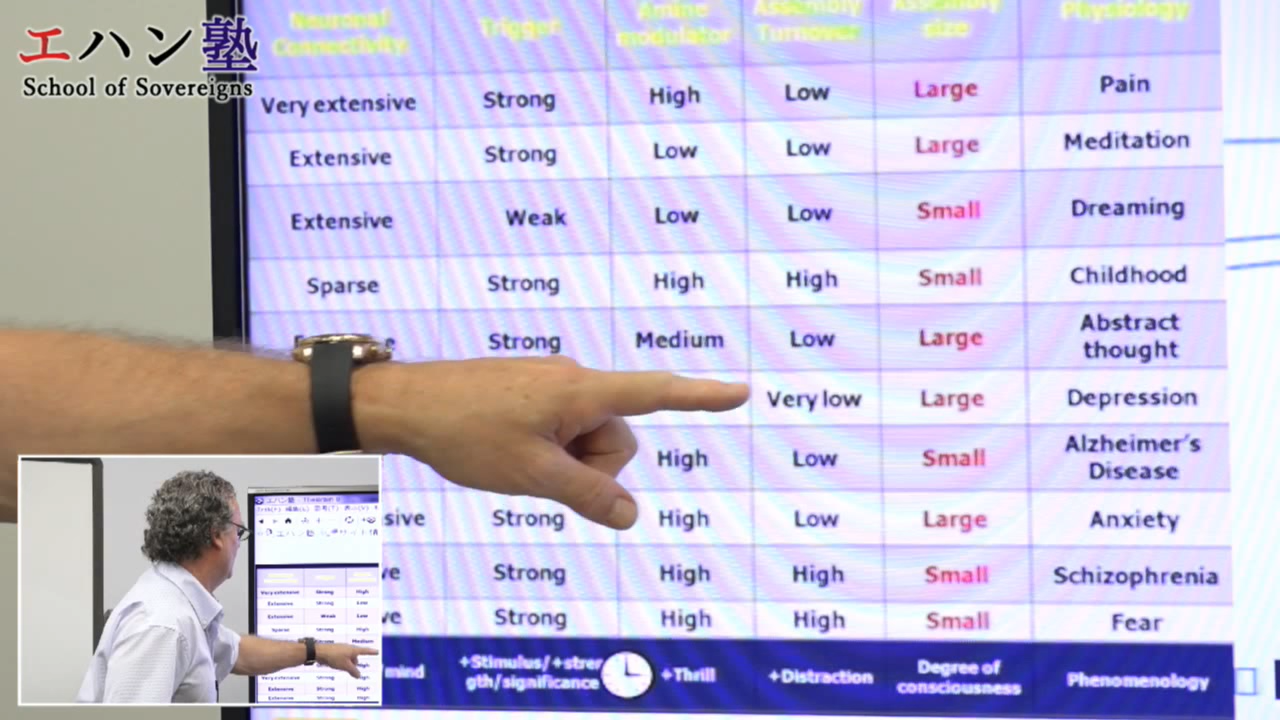 エハン塾
School of Sovereigns
Neuronal Connectivity
Trigger
Amine modulator
Assembly Turnover
Assembly size
Physiology
Very extensive Strong High Low Large Pain
Extensive Strong Low Low Large Meditation
Extensive Weak Low Low Small Dreaming
Sparse Strong High High Small Childhood
Strong Medium Low Large Abstract thought
Very low Large Depression
High Low Small Alzheimer's Disease
Strong High Low Large Anxiety
Strong High High Small Schizophrenia
Strong High High Small Fear
+Thrill
+Distraction
Degree of consciousness
Phenomenology